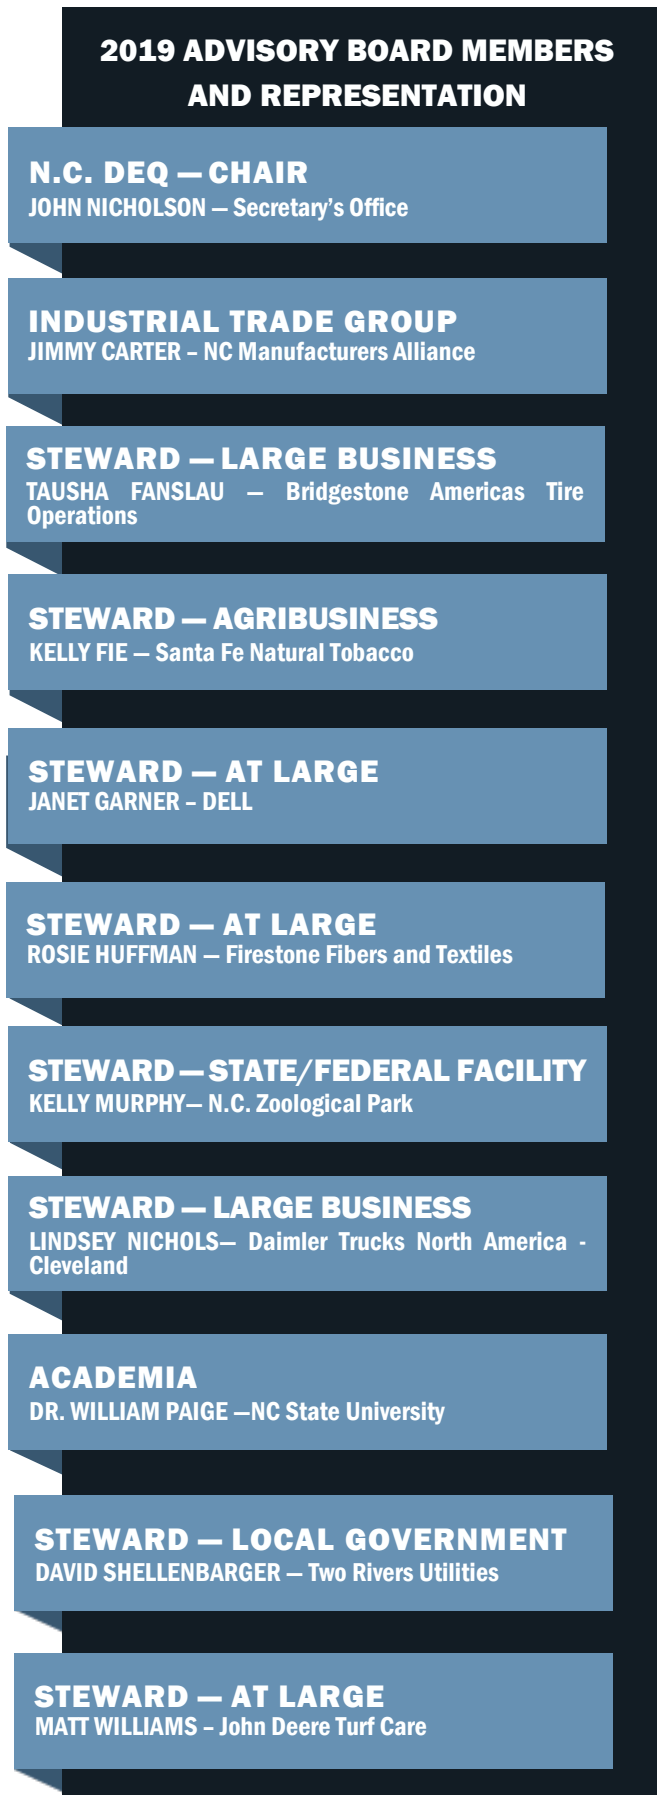 2019 ADVISORY BOARD MEMBERS
AND REPRESENTATION
N.C. DEQ — CHAIR
JOHN NICHOLSON — Secretary’s Office
INDUSTRIAL TRADE GROUP
JIMMY CARTER – NC Manufacturers Alliance
STEWARD — LARGE BUSINESS
TAUSHA FANSLAU — Bridgestone Americas Tire
Operations
STEWARD — AGRIBUSINESS
KELLY FIE — Santa Fe Natural Tobacco
STEWARD — AT LARGE
JANET GARNER – DELL
STEWARD — AT LARGE
ROSIE HUFFMAN — Firestone Fibers and Textiles
STEWARD — STATE/FEDERAL FACILITY
KELLY MURPHY— N.C. Zoological Park
STEWARD — LARGE BUSINESS
LINDSEY NICHOLS— Daimler Trucks North America -
Cleveland
ACADEMIA
DR. WILLIAM PAIGE —NC State University
STEWARD — LOCAL GOVERNMENT
DAVID SHELLENBARGER — Two Rivers Utilities
STEWARD — AT LARGE
MATT WILLIAMS – John Deere Turf Care